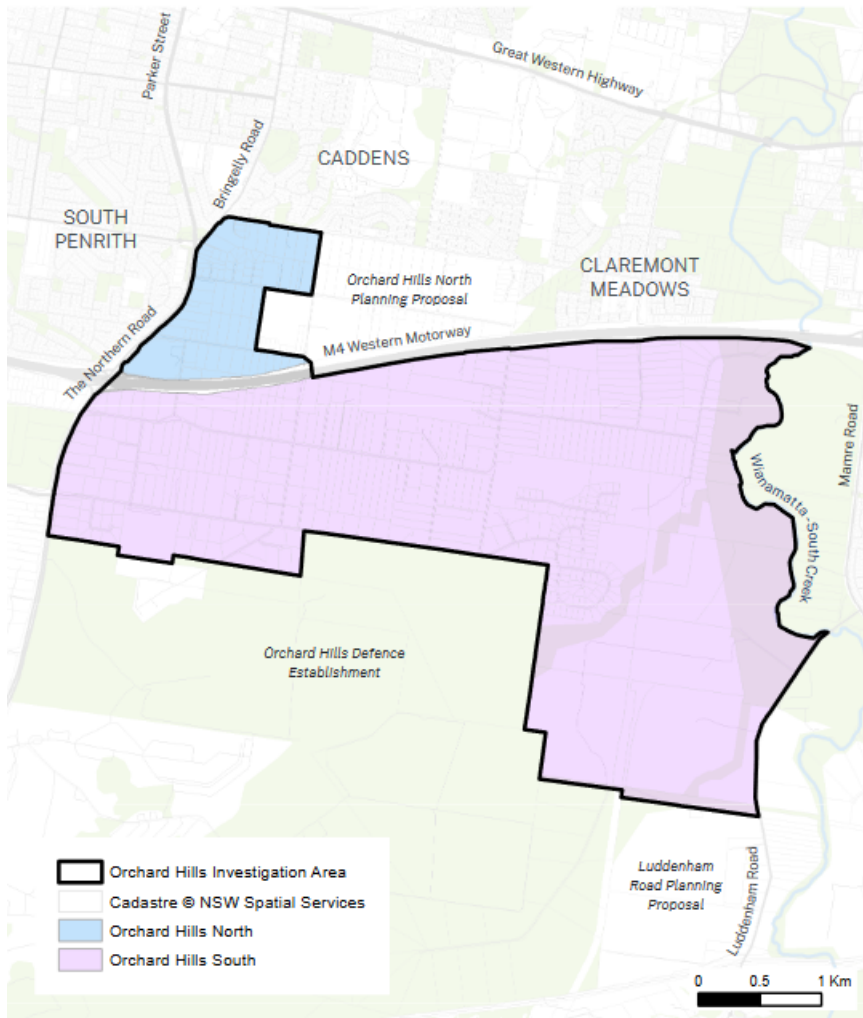 Parker Street
Great Western Highway
Bringelly Road
CADDENS
SOUTH
PENRITH
CLAREMONT
MEADOWS
Orchard Hills North
Planning Proposal
M4 Western Motorway
The Northern Road
Mamre Road
Wianamatta-South Creek
Orchard Hills Defence
Establishment
Luddenham
Road Planning
Proposal
Luddenham Road
Orchard Hills Investigation Area
Cadastre © NSW Spatial Services
Orchard Hills North
Orchard Hills South
0 0.5 1 Km